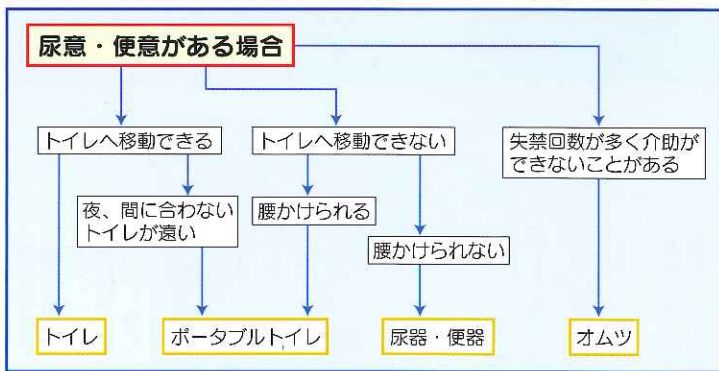 尿意・便意がある場合
トイレへ移動できる
トイレへ移動できない
失禁回数が多く介助が
できないことがある
夜、間に合わない
トイレが遠い
腰かけられる
腰かけられない
トイレ
ポータブルトイレ
尿器・便器
オムツ